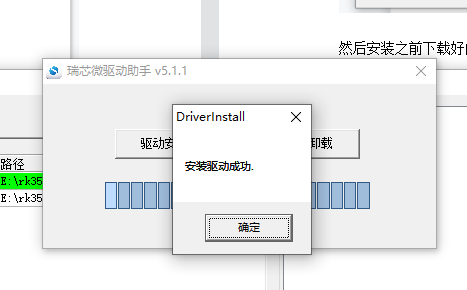 然后安装之前下载好的
瑞芯微驱动助手 v5.1.1
DriverInstall
驱动安
卸载
安装驱动成功.
路径
E:\rk35
E:\rk35
确定